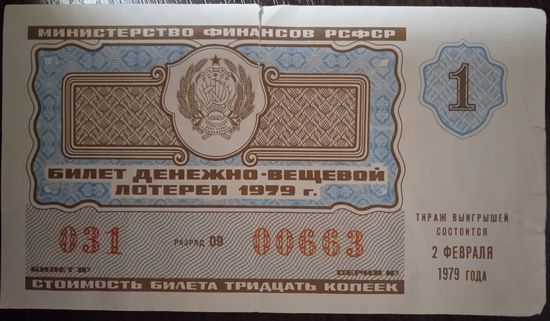 МИНИСТЕРСТВО ФИНАНСОВ РСФСР
1
БИЛЕТ ДЕНЕЖНО-ВЕЩЕВОЙ
ЛОТЕРЕИ 1979 г.
031 РАЗРЯД 09 00663
БИЛЕТ № СЕРИЯ №
СТОИМОСТЬ БИЛЕТА ТРИДЦАТЬ КОПЕЕК
ТИРАЖ ВЫИГРЫШЕЙ
СОСТОИТСЯ
2 ФЕВРАЛЯ
1979 ГОДА